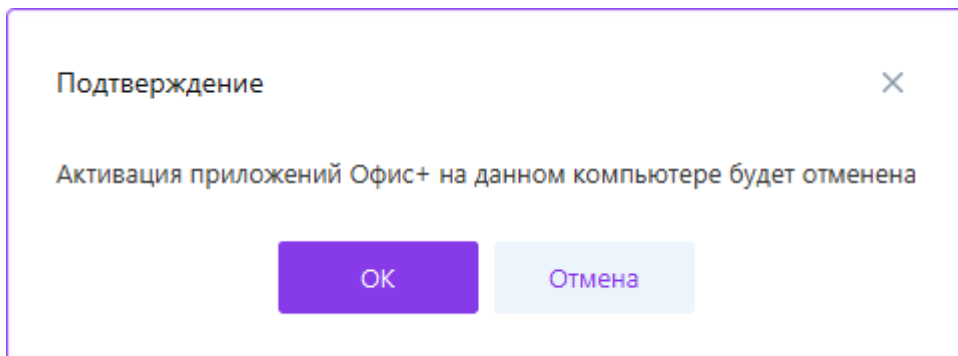 Подтверждение
Активация приложений Офис+ на данном компьютере будет отменена
ОК
Отмена